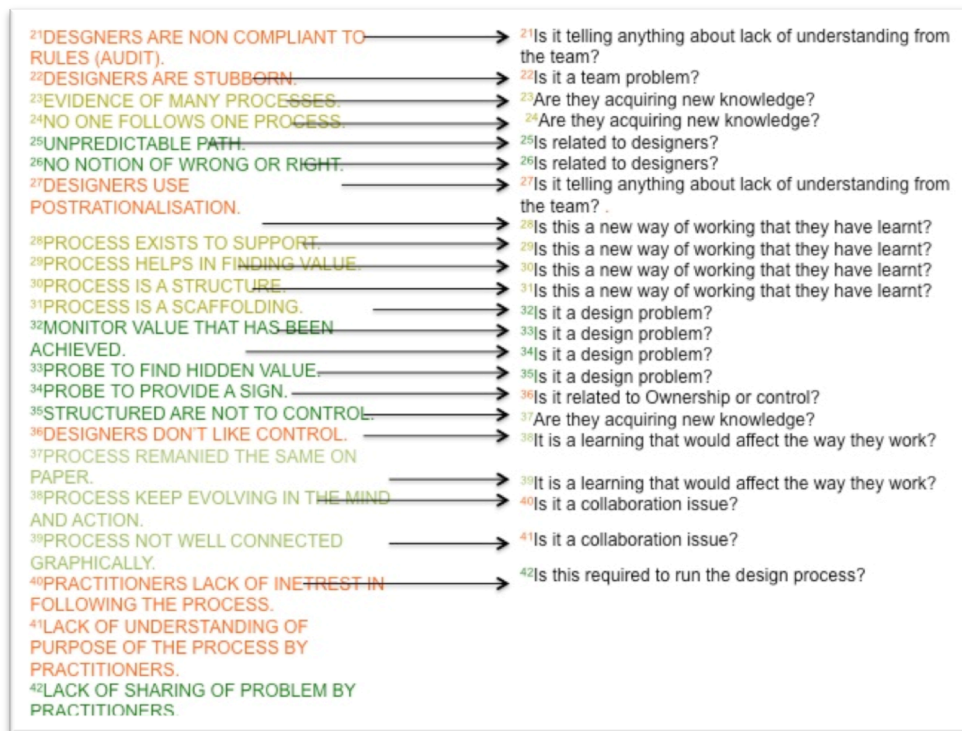 ²¹DESGNERS ARE NON COMPLIANT TO
RULES (AUDIT).
²²DESIGNERS ARE STUBBORN.
²³EVIDENCE OF MANY PROCESSES.
²⁴NO ONE FOLLOWS ONE PROCESS.
²⁵UNPREDICTABLE PATH.
²⁶NO NOTION OF WRONG OR RIGHT.
²⁷DESIGNERS USE
POSTRATIONALISATION.
²⁸PROCESS EXISTS TO SUPPORT.
²⁹PROCESS HELPS IN FINDING VALUE.
³⁰PROCESS IS A STRUCTURE.
³¹PROCESS IS A SCAFFOLDING.
³²MONITOR VALUE THAT HAS BEEN
ACHIEVED.
³³PROBE TO FIND HIDDEN VALUE.
³⁴PROBE TO PROVIDE A SIGN.
³⁵STRUCTURED ARE NOT TO CONTROL.
³⁶DESIGNERS DON'T LIKE CONTROL.
³⁷PROCESS REMANIED THE SAME ON
PAPER.
³⁸PROCESS KEEP EVOLVING IN THE MIND
AND ACTION.
³⁹PROCESS NOT WELL CONNECTED
GRAPHICALLY.
⁴⁰PRACTITIONERS LACK OF INETREST IN
FOLLOWING THE PROCESS.
⁴¹LACK OF UNDERSTANDING OF
PURPOSE OF THE PROCESS BY
PRACTITIONERS.
⁴²LACK OF SHARING OF PROBLEM BY
PRACTITIONERS.
²¹Is it telling anything about lack of understanding from
the team?
²²Is it a team problem?
²³Are they acquiring new knowledge?
²⁴Are they acquiring new knowledge?
²⁵Is related to designers?
²⁶Is related to designers?
²⁷Is it telling anything about lack of understanding from
the team? .
²⁸Is this a new way of working that they have learnt?
²⁹Is this a new way of working that they have learnt?
³⁰Is this a new way of working that they have learnt?
³¹Is this a new way of working that they have learnt?
³²Is it a design problem?
³³Is it a design problem?
³⁴Is it a design problem?
³⁵Is it a design problem?
³⁶Is it related to Ownership or control?
³⁷Are they acquiring new knowledge?
³⁸It is a learning that would affect the way they work?
³⁹It is a learning that would affect the way they work?
⁴⁰Is it a collaboration issue?
⁴¹Is it a collaboration issue?
⁴²Is this required to run the design process?